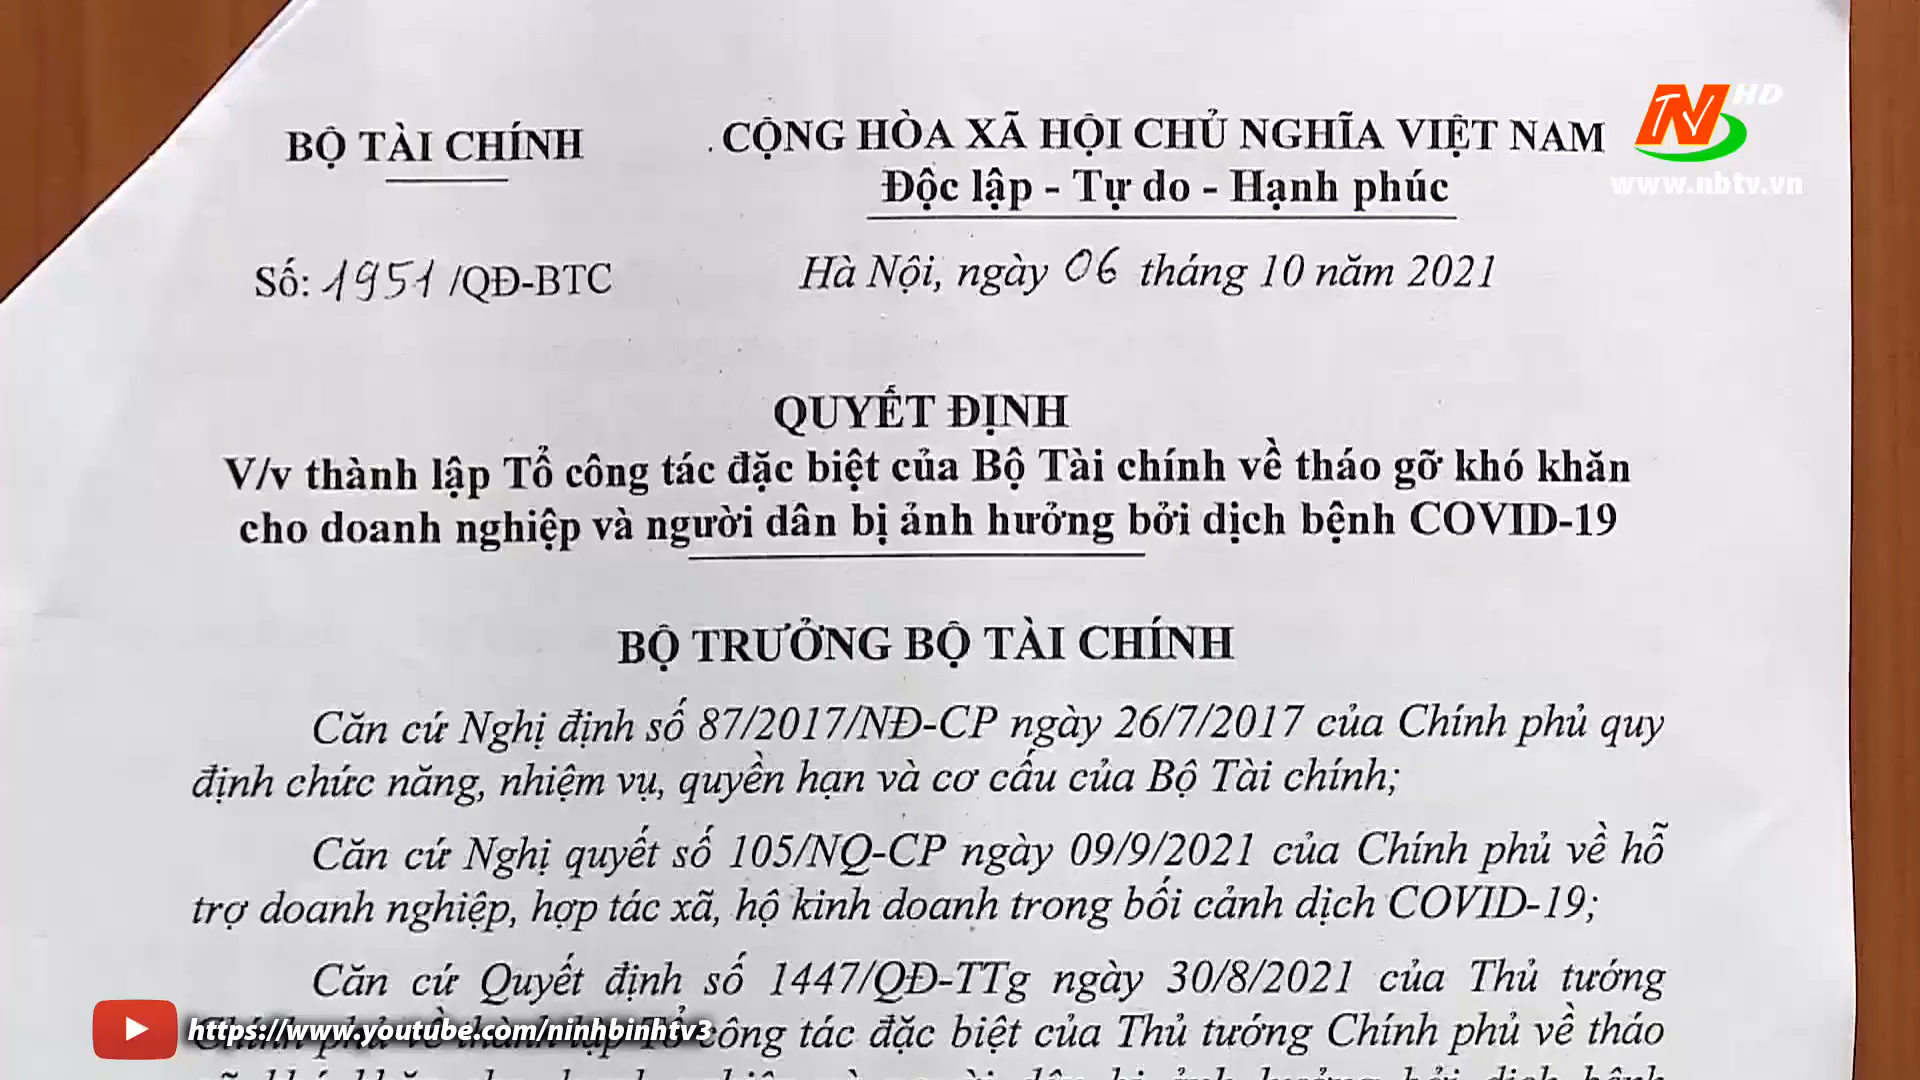 BỘ TÀI CHÍNH
CỘNG HÒA XÃ HỘI CHỦ NGHĨA VIỆT NAM
Độc lập - Tự do - Hạnh phúc
NTV HD
www.nbtv.vn
Số: 1951/QĐ-BTC
Hà Nội, ngày 06 tháng 10 năm 2021
QUYẾT ĐỊNH
V/v thành lập Tổ công tác đặc biệt của Bộ Tài chính về tháo gỡ khó khăn
cho doanh nghiệp và người dân bị ảnh hưởng bởi dịch bệnh COVID-19
BỘ TRƯỞNG BỘ TÀI CHÍNH
Căn cứ Nghị định số 87/2017/NĐ-CP ngày 26/7/2017 của Chính phủ quy
định chức năng, nhiệm vụ, quyền hạn và cơ cấu của Bộ Tài chính;
Căn cứ Nghị quyết số 105/NQ-CP ngày 09/9/2021 của Chính phủ về hỗ
trợ doanh nghiệp, hợp tác xã, hộ kinh doanh trong bối cảnh dịch COVID-19;
Căn cứ Quyết định số 1447/QĐ-TTg ngày 30/8/2021 của Thủ tướng
Chính phủ về thành lập Tổ công tác đặc biệt của Thủ tướng Chính phủ về tháo
https://www.youtube.com/ninhbinhtv3